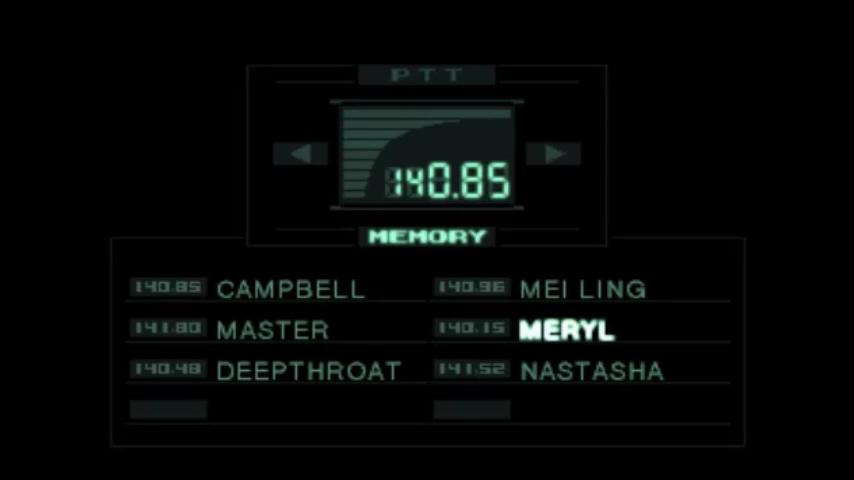 PTT
140.85
MEMORY
140.85 CAMPBELL 140.96 MEI LING
141.80 MASTER 140.15 MERYL
140.48 DEEPTHROAT 141.52 NASTASHA